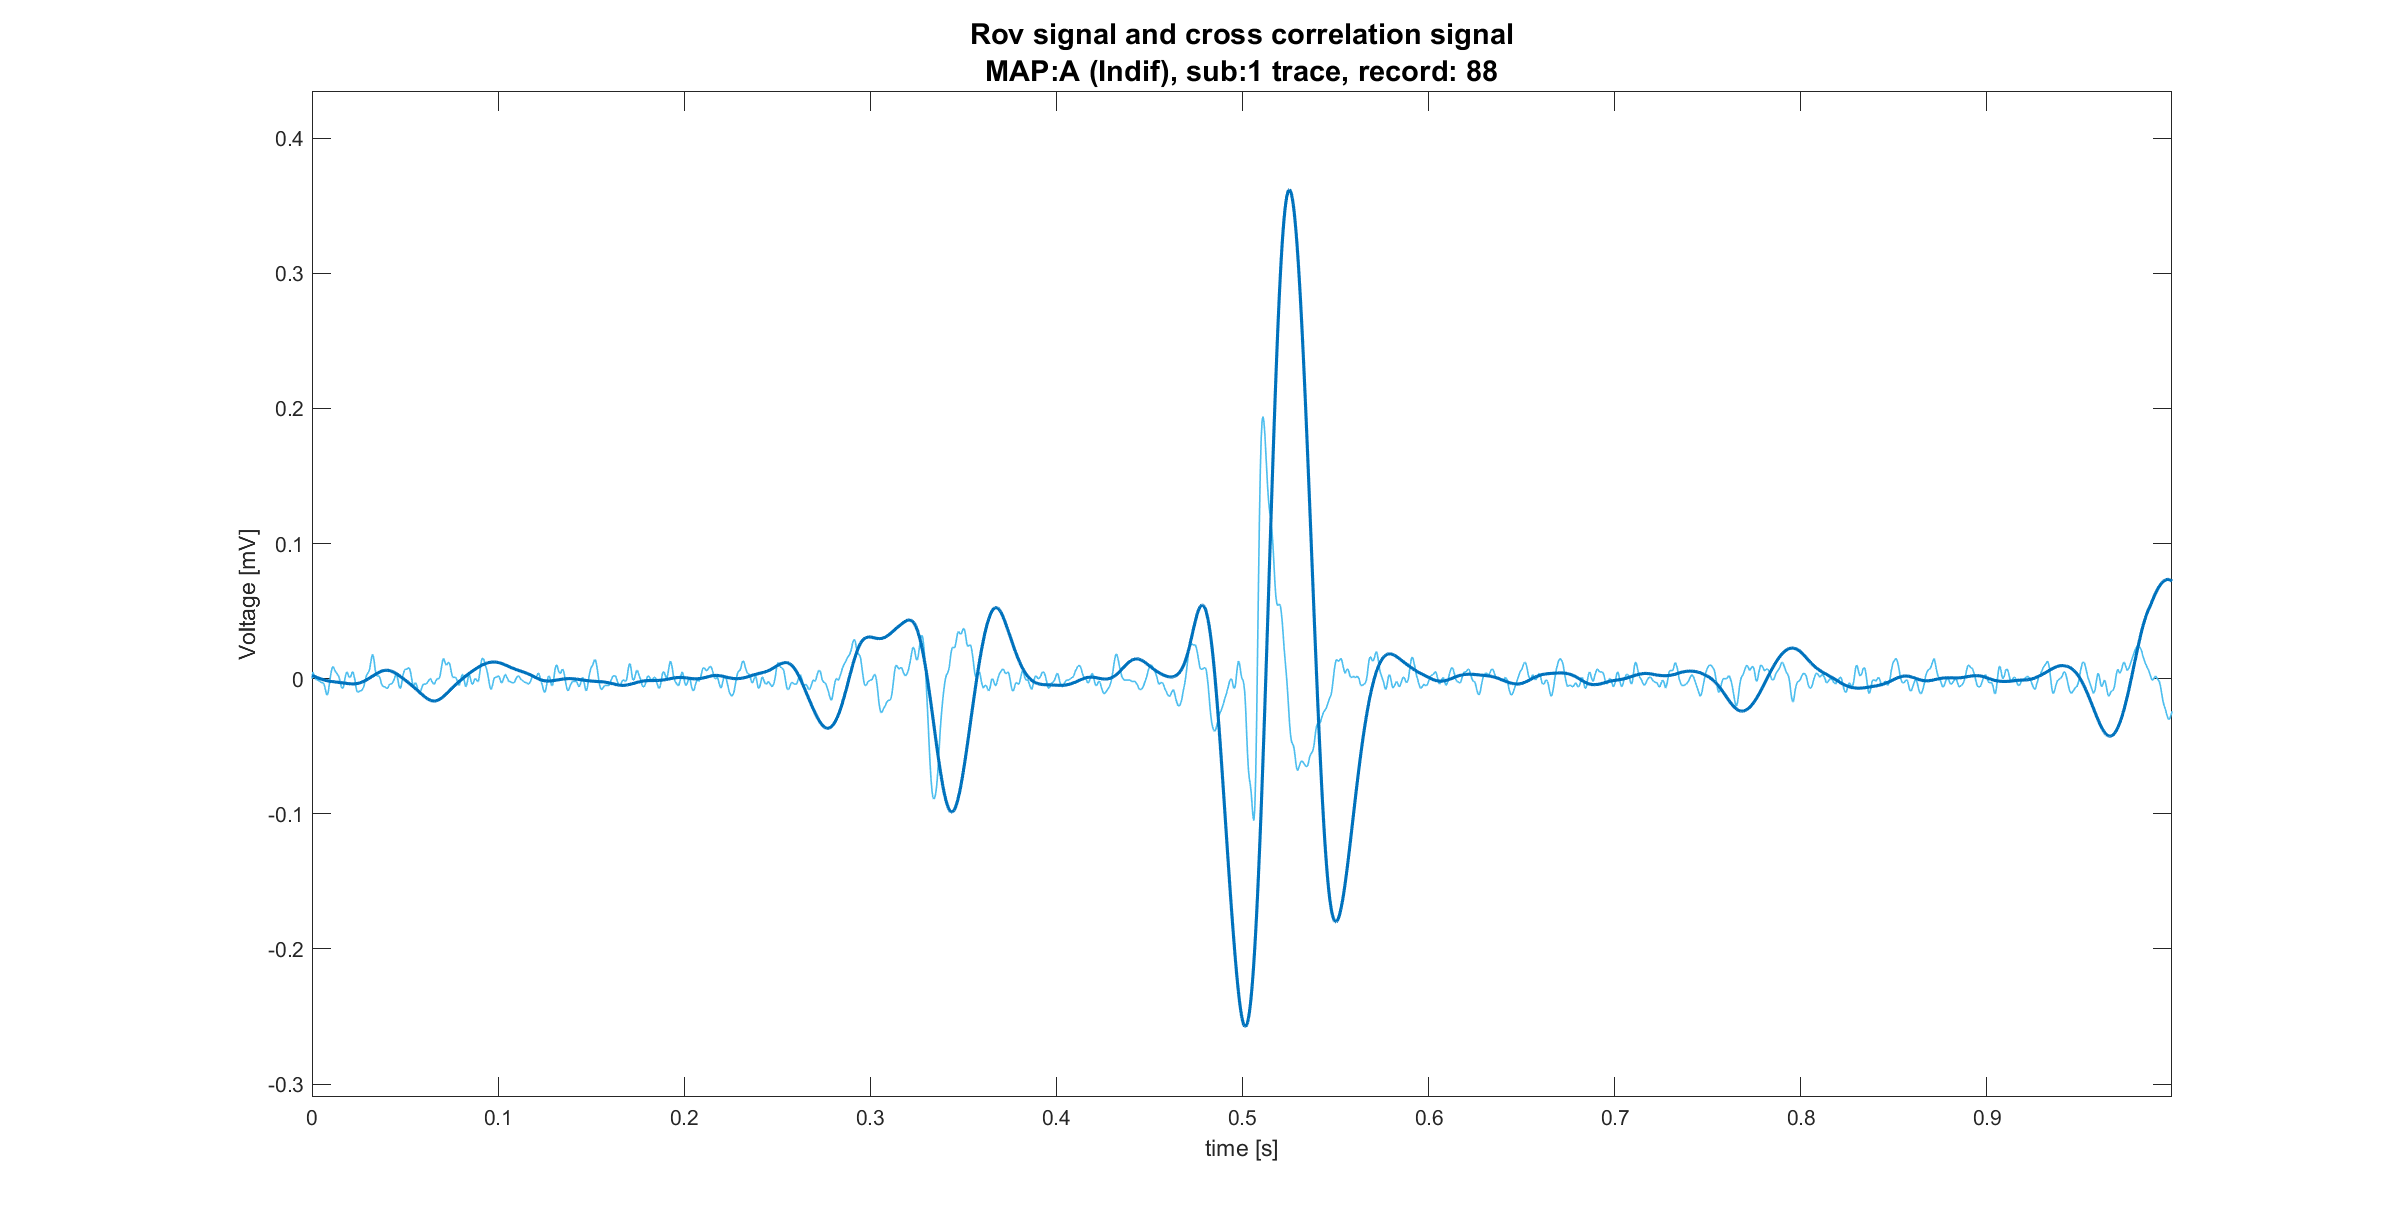 Rov signal and cross correlation signal
MAP:A (Indif), sub:1 trace, record: 88
0.4
0.3
0.2
0.1
0
-0.1
-0.2
-0.3
Voltage [mV]
0 0.1 0.2 0.3 0.4 0.5 0.6 0.7 0.8 0.9
time [s]